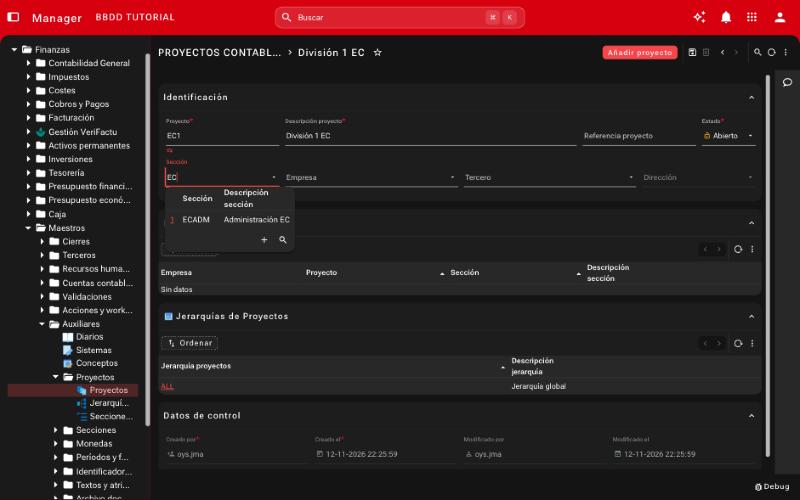 Manager BBDD TUTORIAL Buscar ⌘ K
Finanzas
Contabilidad General
Impuestos
Costes
Cobros y Pagos
Facturación
Gestión VeriFactu
Activos permanentes
Inversiones
Tesorería
Presupuesto financi...
Presupuesto econó...
Caja
Maestros
Cierres
Terceros
Recursos huma...
Cuentas contabl...
Validaciones
Acciones y work...
Auxiliares
Diarios
Sistemas
Conceptos
Proyectos
Proyectos
Jerarquí...
Seccione...
Secciones
Monedas
Períodos y f...
Identificador...
Textos y atri...
Archivo doc...
PROYECTOS CONTABL... > División 1 EC
Añadir proyecto
Identificación
Proyecto* Descripción proyecto* Estado*
EC1 División 1 EC Referencia proyecto Abierto
Sección
EC Empresa Tercero Dirección
Sección Descripción sección
1 ECADM Administración EC
Empresa Proyecto Sección Descripción sección
Sin datos
Jerarquías de Proyectos
Ordenar
Jerarquía proyectos Descripción jerarquía
ALL Jerarquía global
Datos de control
Creado por* Creado el* Modificado por Modificado el
oys.jma 12-11-2026 22:25:59 oys.jma 12-11-2026 22:25:59
Debug